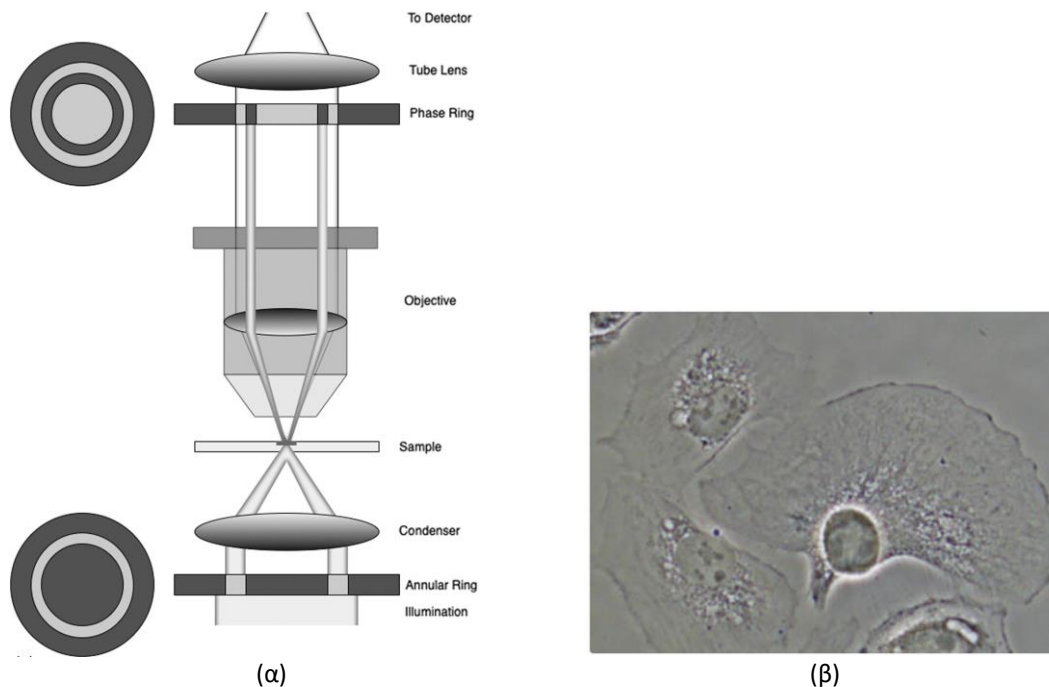 To Detector
Tube Lens
Phase Ring
Objective
Sample
Condenser
Annular Ring
Illumination
(α)
(β)